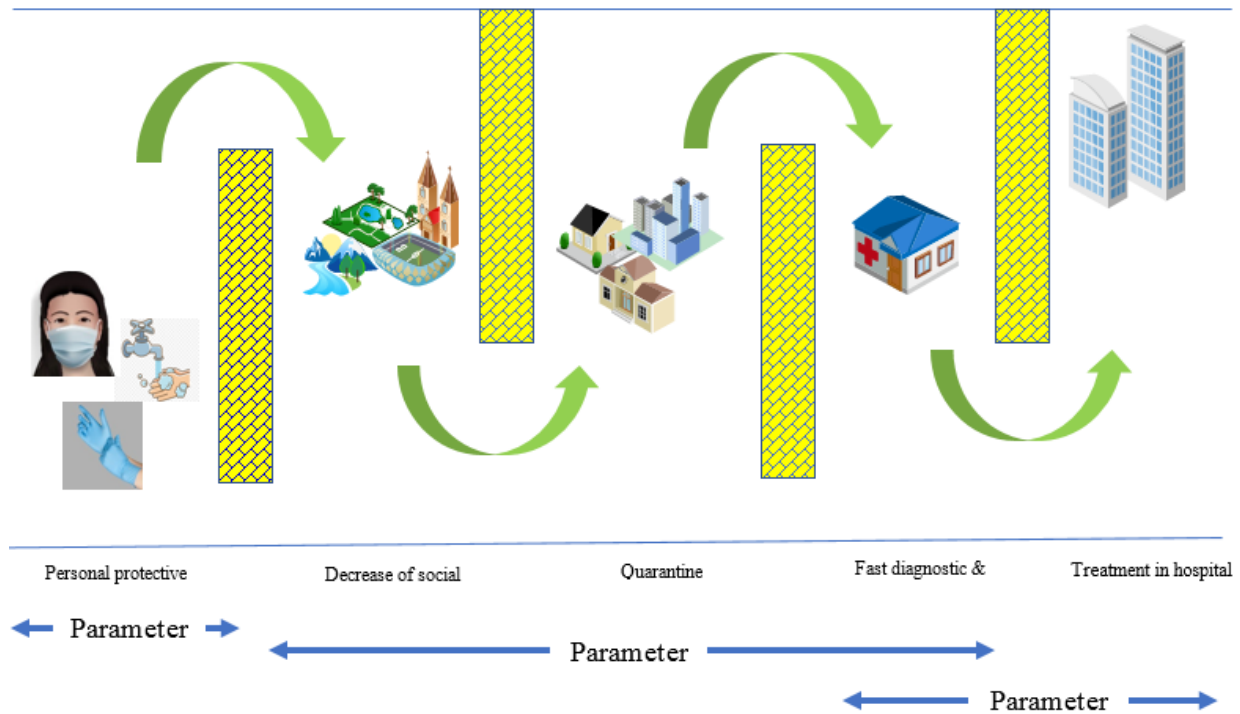 Personal protective
Decrease of social
Quarantine
Fast diagnostic &
Treatment in hospital
Parameter
Parameter
Parameter